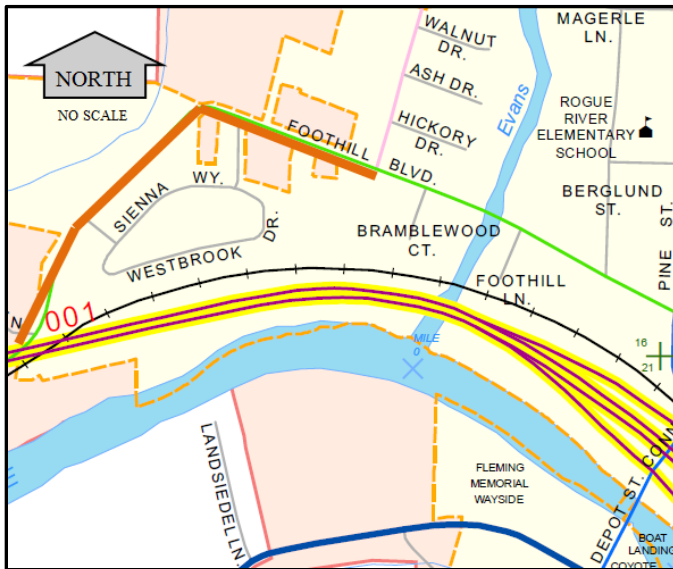 NORTH
NO SCALE
WALNUT
DR.
MAGERLE
LN.
ASH DR.
Evans
HICKORY
DR.
ROGUE
RIVER
ELEMENTARY
SCHOOL
FOOTHILL
BLVD.
WY.
SIENNA
BERGLUND
ST.
PINE ST.
BRAMBLEWOOD
CT.
DR.
WESTBROOK
FOOTHILL
LN.
001
N
MILE
0
16
21
LANDSIEDEL LN.
FLEMING
MEMORIAL
WAYSIDE
DEPOT ST. CONN
BOAT
LANDING
COYOTE
E